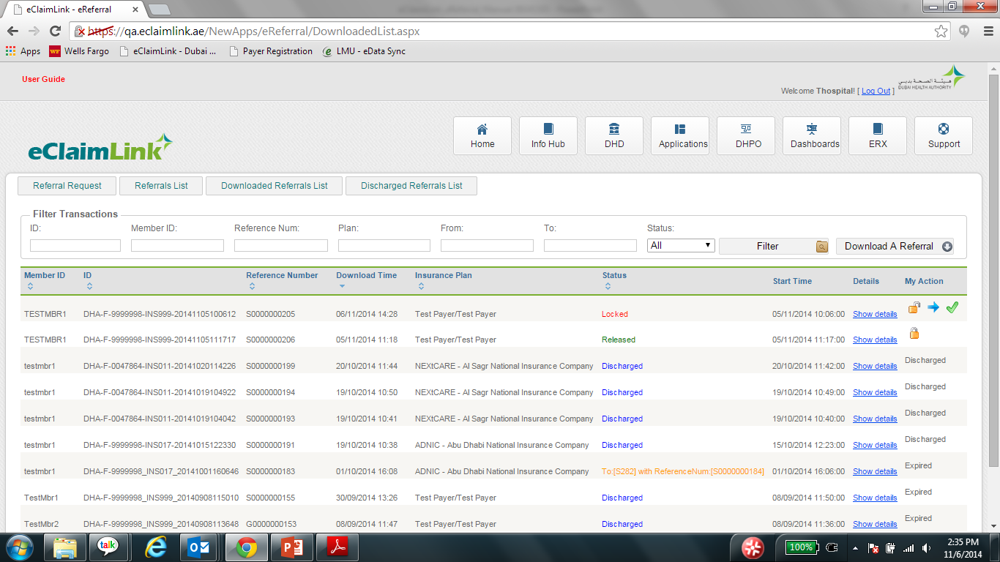 eClaimLink - eReferral
https://qa.eclaimlink.ae/NewApps/eReferral/DownloadedList.aspx
Apps Wells Fargo eClaimLink - Dubai ... Payer Registration LMU - eData Sync
User Guide
هيئة الصحة بدبي
DUBAI HEALTH AUTHORITY
Welcome Thospital! [ Log Out ]
eClaimLink
Home Info Hub DHD Applications DHPO Dashboards ERX Support
Referral Request Referrals List Downloaded Referrals List Discharged Referrals List
Filter Transactions
ID: Member ID: Reference Num: Plan: From: To: Status:
All Filter Download A Referral
Member ID ID Reference Number Download Time Insurance Plan Status Start Time Details My Action
TESTMBR1 DHA-F-9999998-INS999-20141105100612 S0000000205 06/11/2014 14:28 Test Payer/Test Payer Locked 05/11/2014 10:06:00 Show details
TESTMBR1 DHA-F-9999998-INS999-20141105111717 S0000000206 05/11/2014 11:18 Test Payer/Test Payer Released 05/11/2014 11:17:00 Show details
testmbr1 DHA-F-0047864-INS011-20141020114226 S0000000199 20/10/2014 11:44 NEXtCARE - Al Sagr National Insurance Company Discharged 20/10/2014 11:42:00 Show details Discharged
testmbr1 DHA-F-0047864-INS011-20141019104922 S0000000194 19/10/2014 10:50 NEXtCARE - Al Sagr National Insurance Company Discharged 19/10/2014 10:49:00 Show details Discharged
testmbr1 DHA-F-0047864-INS011-20141019104042 S0000000193 19/10/2014 10:41 NEXtCARE - Al Sagr National Insurance Company Discharged 19/10/2014 10:40:00 Show details Discharged
testmbr1 DHA-F-9999998-INS017-20141015122330 S0000000191 19/10/2014 10:38 ADNIC - Abu Dhabi National Insurance Company Discharged 15/10/2014 12:23:00 Show details Discharged
testmbr1 DHA-F-9999998_INS017_20141001160646 S0000000183 01/10/2014 16:08 ADNIC - Abu Dhabi National Insurance Company To:[S282] with ReferenceNum:[S0000000184] 01/10/2014 16:06:00 Show details Expired
TestMbr1 DHA-F-9999998_INS999_20140908115010 S0000000155 30/09/2014 13:26 Test Payer/Test Payer Discharged 08/09/2014 11:50:00 Show details Expired
TestMbr2 DHA-F-9999998_INS999_20140908113648 G0000000153 08/09/2014 11:47 Test Payer/Test Payer Discharged 08/09/2014 11:36:00 Show details Expired
talk
100%
2:35 PM
11/6/2014